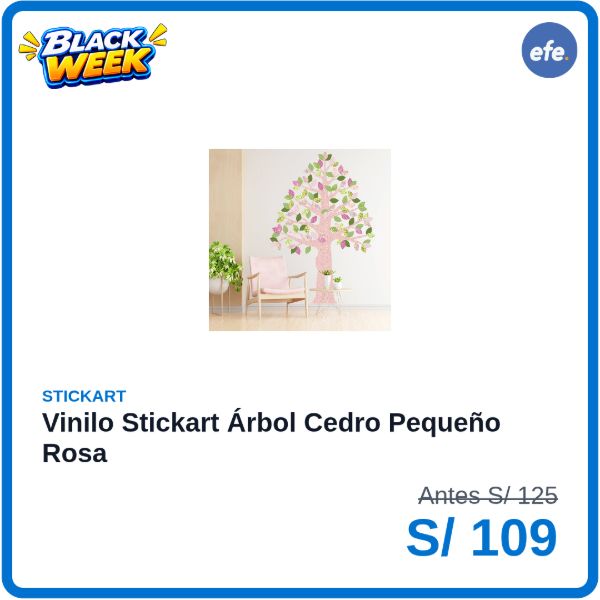 BLACK
WEEK
efe.
STICKART
Vinilo Stickart Árbol Cedro Pequeño
Rosa
Antes S/ 125
S/ 109